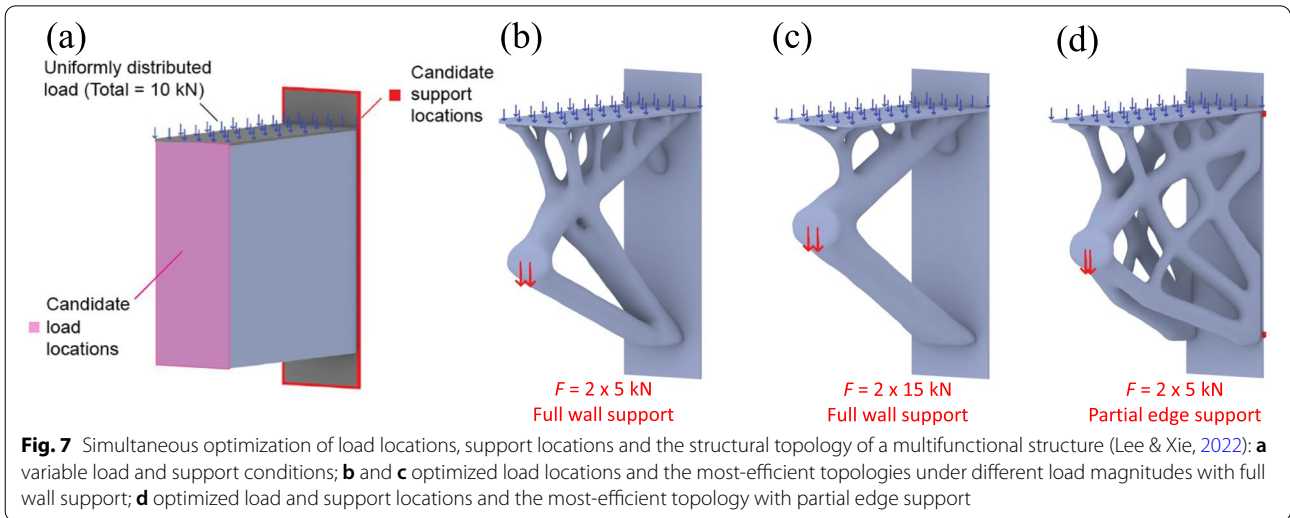 (a)
Uniformly distributed
load (Total = 10 kN)
Candidate
support
locations
Candidate
load
locations
(b)
F = 2 x 5 kN
Full wall support
(c)
F = 2 x 15 kN
Full wall support
(d)
F = 2 x 5 kN
Partial edge support
Fig. 7 Simultaneous optimization of load locations, support locations and the structural topology of a multifunctional structure (Lee & Xie, 2022): a
variable load and support conditions; b and c optimized load locations and the most-efficient topologies under different load magnitudes with full
wall support; d optimized load and support locations and the most-efficient topology with partial edge support